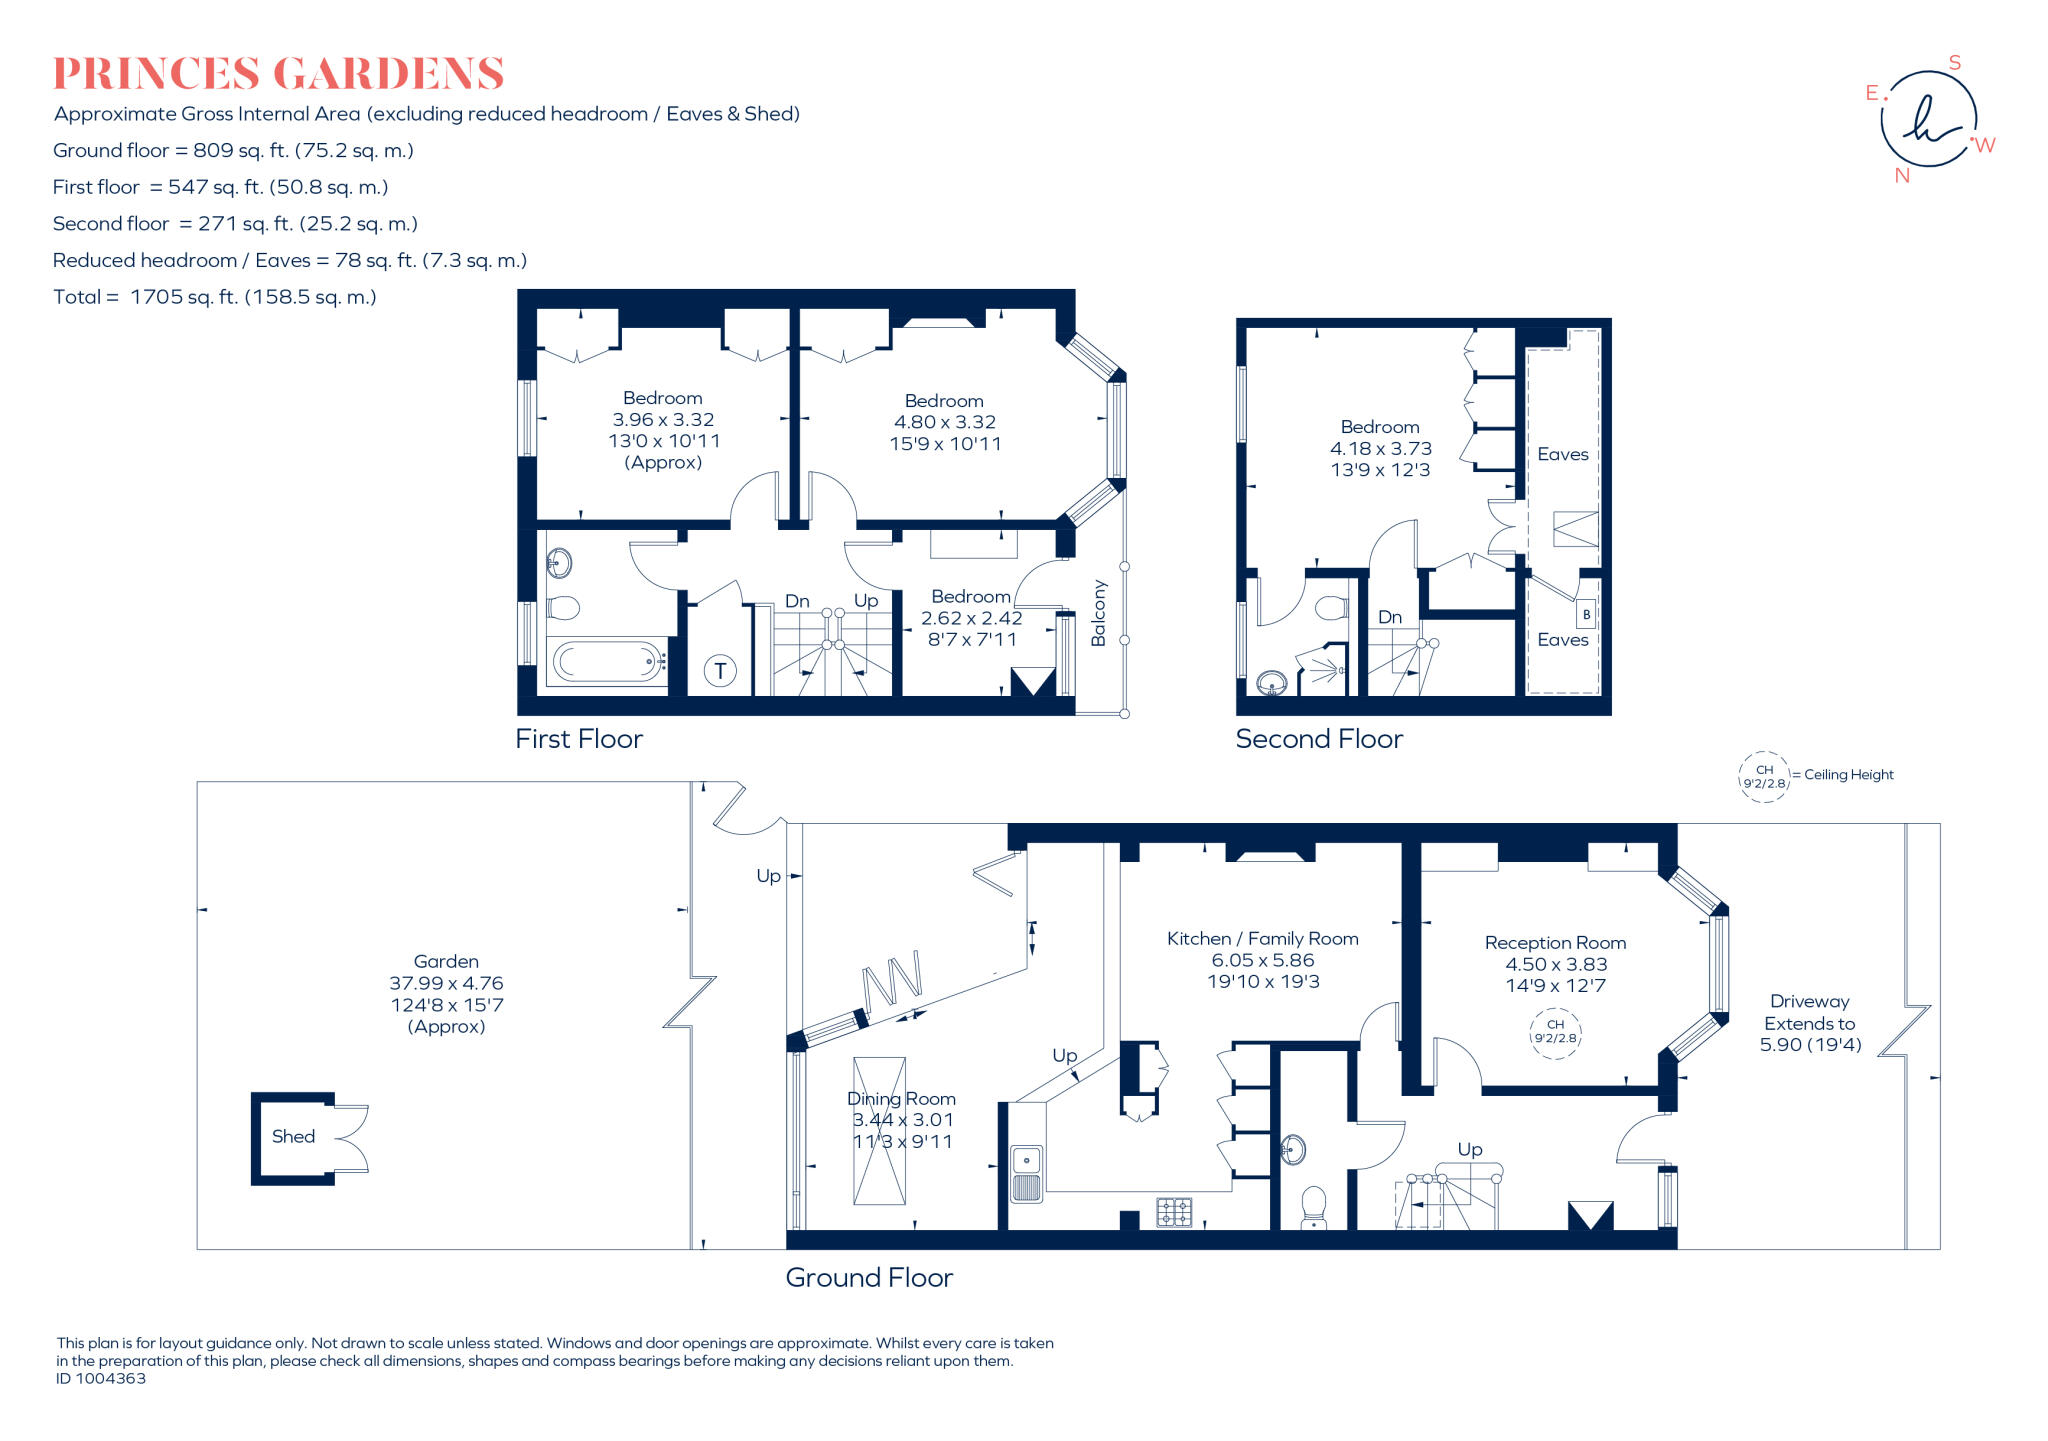 PRINCES GARDENS
Approximate Gross Internal Area (excluding reduced headroom / Eaves & Shed)
Ground floor = 809 sq. ft. (75.2 sq. m.)
First floor = 547 sq. ft. (50.8 sq. m.)
Second floor = 271 sq. ft. (25.2 sq. m.)
Reduced headroom / Eaves = 78 sq. ft. (7.3 sq. m.)
Total = 1705 sq. ft. (158.5 sq. m.)
S
E
W
N
h
Bedroom
3.96 x 3.32
13'0 x 10'11
(Approx)
Bedroom
4.80 x 3.32
15'9 x 10'11
Dn
Up
Bedroom
2.62 x 2.42
8'7 x 7'11
Balcony
T
First Floor
Bedroom
4.18 x 3.73
13'9 x 12'3
Eaves
Dn
B
Eaves
Second Floor
CH
9'2/2.8
= Ceiling Height
Up
Garden
37.99 x 4.76
124'8 x 15'7
(Approx)
Shed
Kitchen / Family Room
6.05 x 5.86
19'10 x 19'3
Reception Room
4.50 x 3.83
14'9 x 12'7
CH
9'2/2.8
Driveway
Extends to
5.90 (19'4)
Up
Dining Room
3.44 x 3.01
11'3 x 9'11
Up
Ground Floor
This plan is for layout guidance only. Not drawn to scale unless stated. Windows and door openings are approximate. Whilst every care is taken
in the preparation of this plan, please check all dimensions, shapes and compass bearings before making any decisions reliant upon them.
ID 1004363